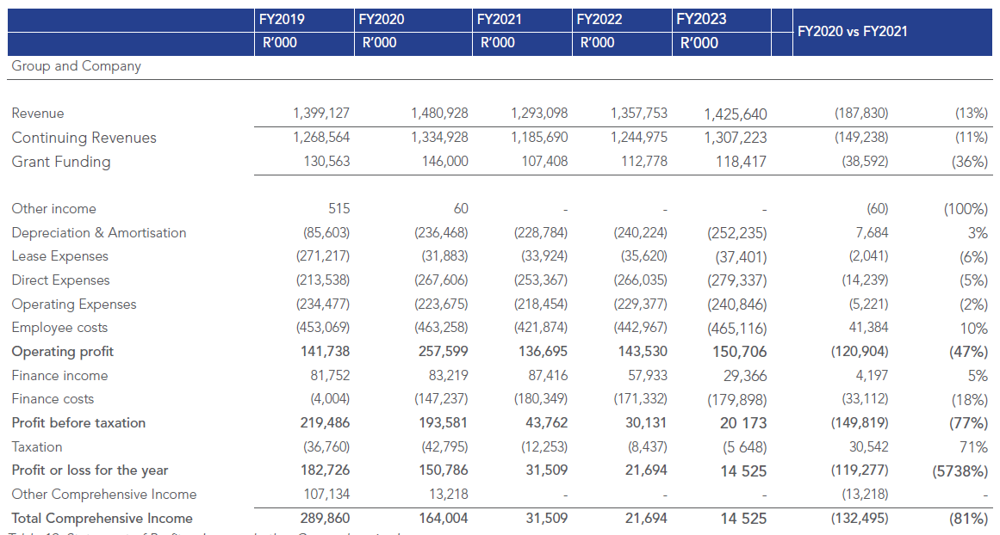 FY2019 FY2020 FY2021 FY2022 FY2023 FY2020 vs FY2021
R'000 R'000 R'000 R'000 R'000
Group and Company
Revenue 1,399,127 1,480,928 1,293,098 1,357,753 1,425,640 (187,830) (13%)
Continuing Revenues 1,268,564 1,334,928 1,185,690 1,244,975 1,307,223 (149,238) (11%)
Grant Funding 130,563 146,000 107,408 112,778 118,417 (38,592) (36%)
Other income 515 60 - - - (60) (100%)
Depreciation & Amortisation (85,603) (236,468) (228,784) (240,224) (252,235) 7,684 3%
Lease Expenses (271,217) (31,883) (33,924) (35,620) (37,401) (2,041) (6%)
Direct Expenses (213,538) (267,606) (253,367) (266,035) (279,337) (14,239) (5%)
Operating Expenses (234,477) (223,675) (218,454) (229,377) (240,846) (5,221) (2%)
Employee costs (453,069) (463,258) (421,874) (442,967) (465,116) 41,384 10%
Operating profit 141,738 257,599 136,695 143,530 150,706 (120,904) (47%)
Finance income 81,752 83,219 87,416 57,933 29,366 4,197 5%
Finance costs (4,004) (147,237) (180,349) (171,332) (179,898) (33,112) (18%)
Profit before taxation 219,486 193,581 43,762 30,131 20 173 (149,819) (77%)
Taxation (36,760) (42,795) (12,253) (8,437) (5 648) 30,542 71%
Profit or loss for the year 182,726 150,786 31,509 21,694 14 525 (119,277) (5738%)
Other Comprehensive Income 107,134 13,218 - - - (13,218) -
Total Comprehensive Income 289,860 164,004 31,509 21,694 14 525 (132,495) (81%)